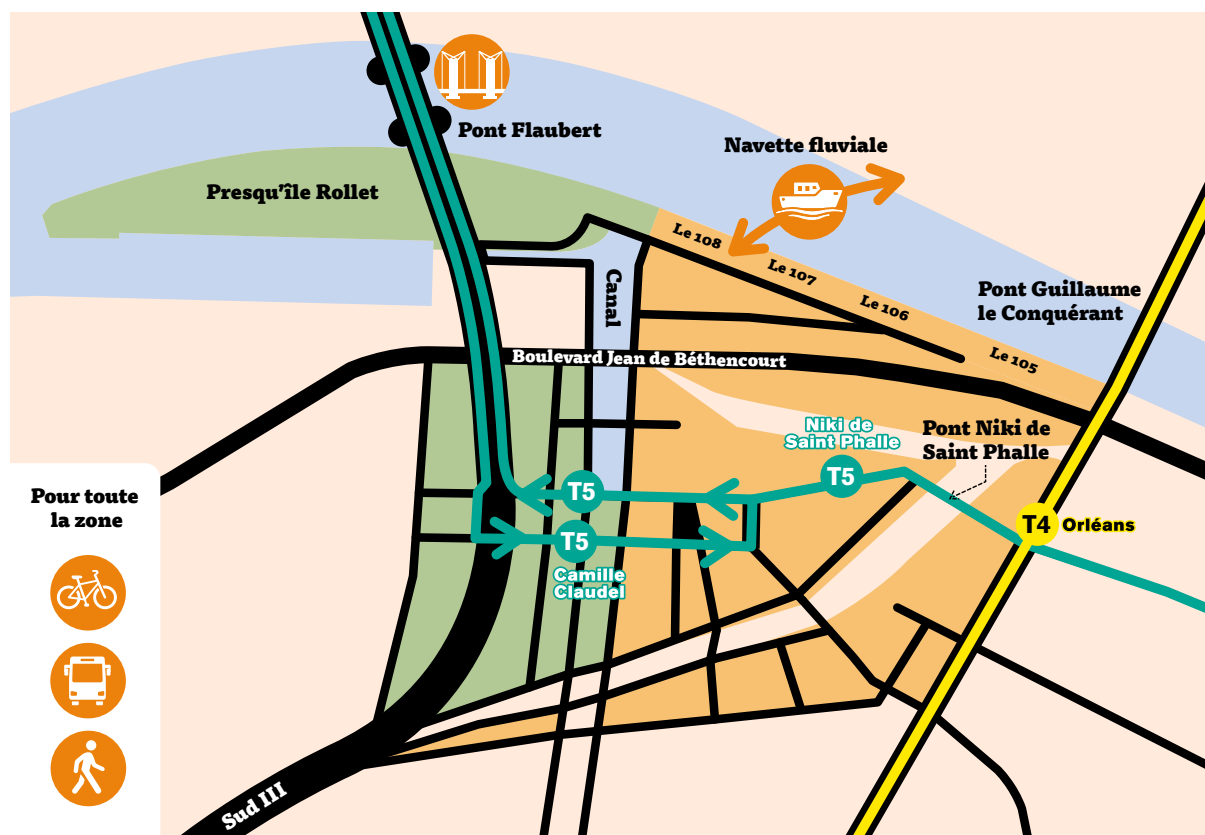 Pont Flaubert
Navette fluviale
Presqu'île Rollet
Le 108
Le 107
Le 106
Le 105
Canal
Pont Guillaume
le Conquérant
Boulevard Jean de Béthencourt
Niki de
Saint Phalle
Pont Niki de
Saint Phalle
T5
T5
T5
T4 Orléans
Camille
Claudel
Pour toute
la zone
Sud III